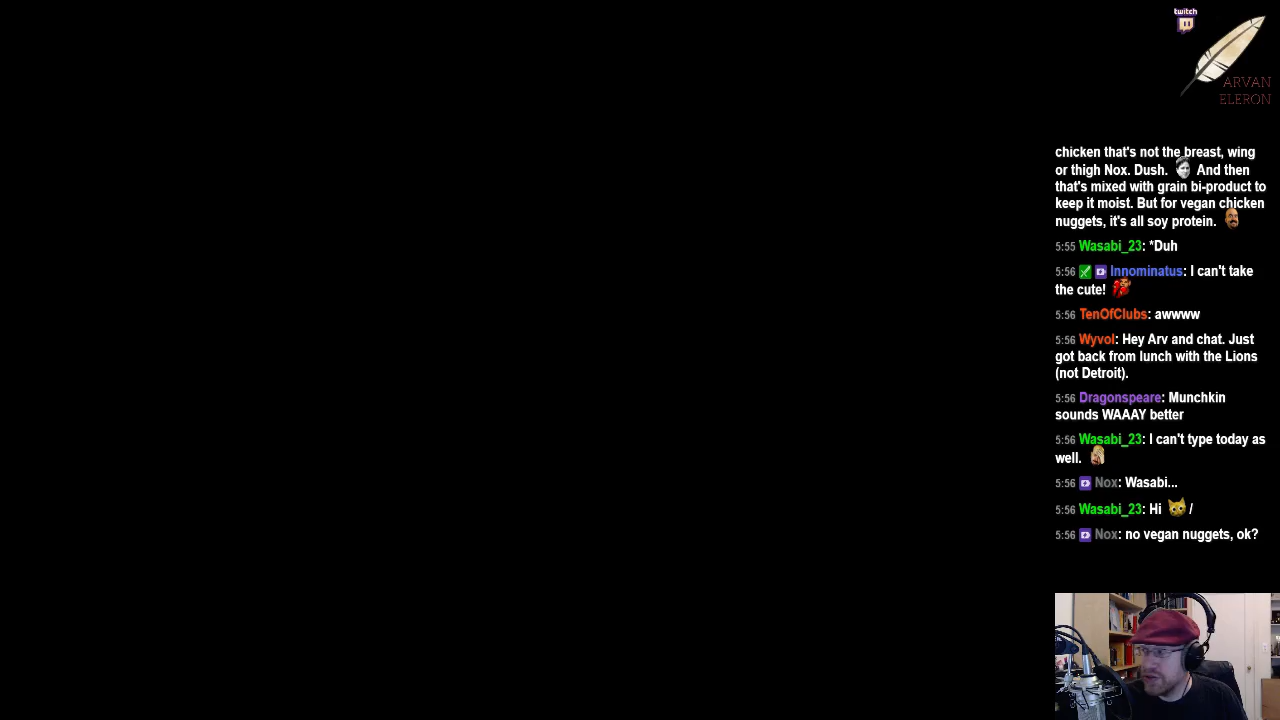 twitch
ARVAN
ELERON
chicken that's not the breast, wing
or thigh Nox. Dush. And then
that's mixed with grain bi-product to
keep it moist. But for vegan chicken
nuggets, it's all soy protein.
5:55 Wasabi_23: *Duh
5:56 Innominatus: I can't take
the cute!
5:56 TenOfClubs: awwww
5:56 Wyvol: Hey Arv and chat. Just
got back from lunch with the Lions
(not Detroit).
5:56 Dragonspeare: Munchkin
sounds WAAAY better
5:56 Wasabi_23: I can't type today as
well.
5:56 Nox: Wasabi...
5:56 Wasabi_23: Hi /
5:56 Nox: no vegan nuggets, ok?